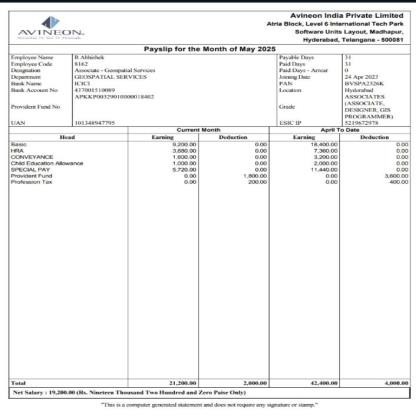 Avineon India Private Limited
Atria Block, Level 6 International Tech Park
Software Units Layout, Madhapur,
Hyderabad, Telangana - 500081
AVINEON
Payslip for the Month of May 2025
Employee Name B Abhishek Payable Days 31
Employee Code 8162 Paid Days 31
Designation Associate - Geospatial Services Paid Days - Arrear 0
Department GEOSPATIAL SERVICES Joining Date 24 Apr 2023
Bank Name ICICI PAN BVSPA2326K
Bank Account No 437001510089 Location Hyderabad
Provident Fund No APKKP00329010000018402 Grade ASSOCIATES
(ASSOCIATE,
DESIGNER, GIS
PROGRAMMER)
UAN 101348947795 ESIC IP 5219672978
Current Month April To Date
Head Earning Deduction Earning Deduction
Basic 9,200.00 0.00 18,400.00 0.00
HRA 3,680.00 0.00 7,360.00 0.00
CONVEYANCE 1,600.00 0.00 3,200.00 0.00
Child Education Allowance 1,000.00 0.00 2,000.00 0.00
SPECIAL PAY 5,720.00 0.00 11,440.00 0.00
Provident Fund 0.00 1,800.00 0.00 3,600.00
Profession Tax 0.00 200.00 0.00 400.00
Total 21,200.00 2,000.00 42,400.00 4,000.00
Net Salary : 19,200.00 (Rs. Nineteen Thousand Two Hundred and Zero Paise Only)
"This is a computer generated statement and does not require any signature or stamp."